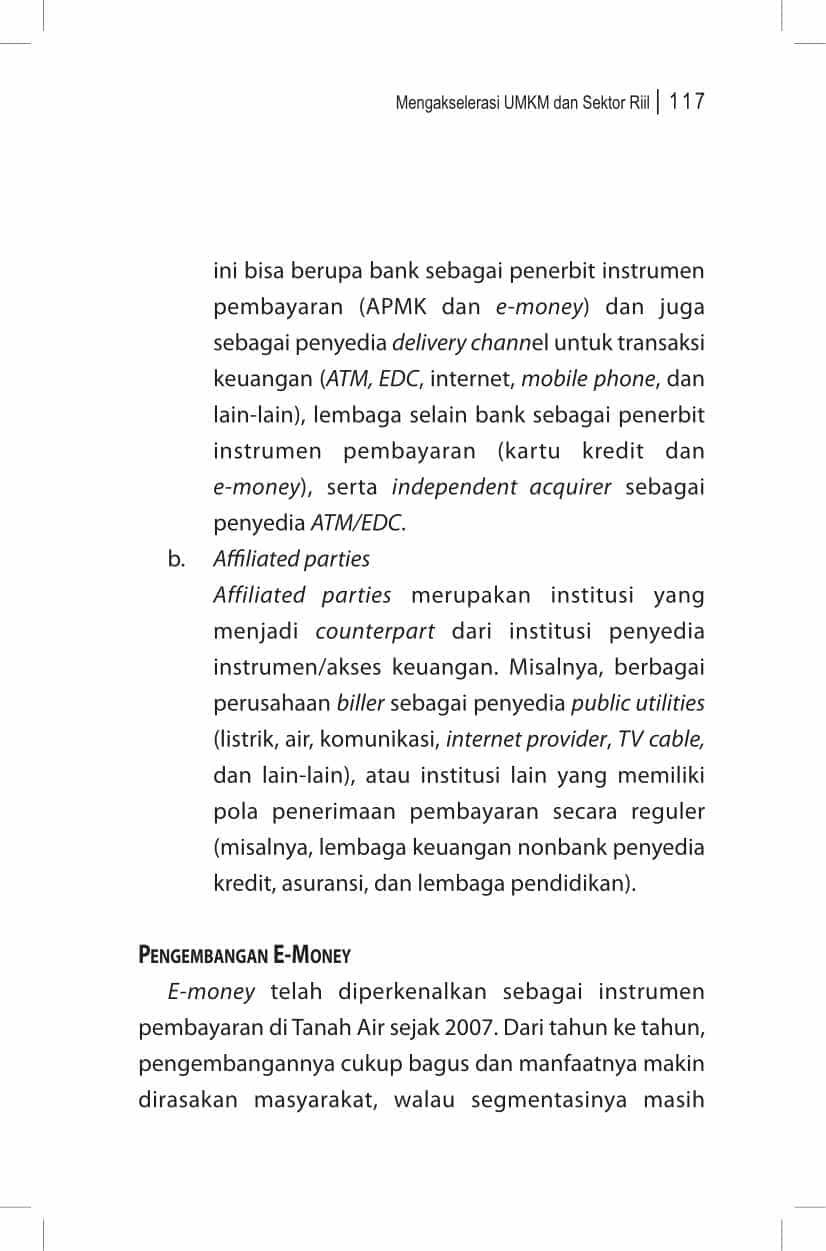 Mengakselerasi UMKM dan Sektor Riil | 117
ini bisa berupa bank sebagai penerbit instrumen
pembayaran (APMK dan e-money) dan juga
sebagai penyedia delivery channel untuk transaksi
keuangan (ATM, EDC, internet, mobile phone, dan
lain-lain), lembaga selain bank sebagai penerbit
instrumen pembayaran (kartu kredit dan
e-money), serta independent acquirer sebagai
penyedia ATM/EDC.
b. Affiliated parties
Affiliated parties merupakan institusi yang
menjadi counterpart dari institusi penyedia
instrumen/akses keuangan. Misalnya, berbagai
perusahaan biller sebagai penyedia public utilities
(listrik, air, komunikasi, internet provider, TV cable,
dan lain-lain), atau institusi lain yang memiliki
pola penerimaan pembayaran secara reguler
(misalnya, lembaga keuangan nonbank penyedia
kredit, asuransi, dan lembaga pendidikan).
Pengembangan E-Money
E-money telah diperkenalkan sebagai instrumen
pembayaran di Tanah Air sejak 2007. Dari tahun ke tahun,
pengembangannya cukup bagus dan manfaatnya makin
dirasakan masyarakat, walau segmentasinya masih